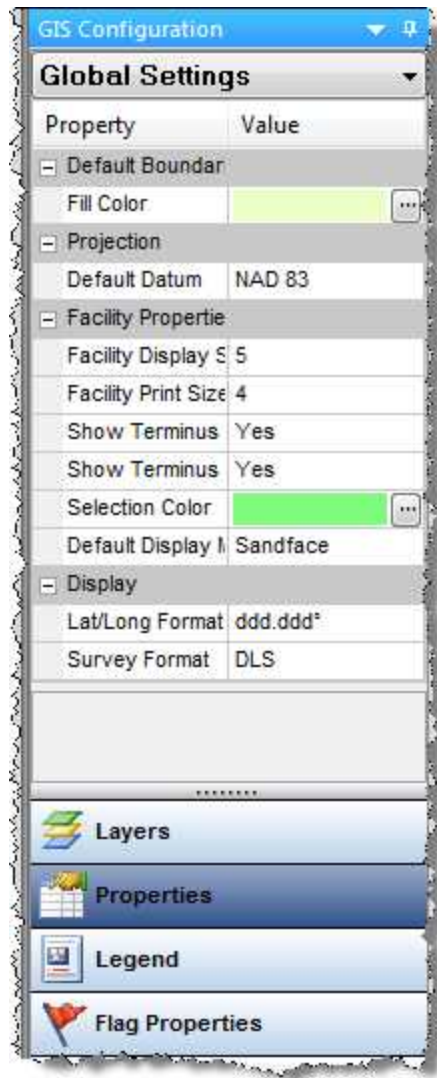 GIS Configuration
Global Settings
Property Value
Default Boundar
Fill Color
Projection
Default Datum NAD 83
Facility Propertie
Facility Display S 5
Facility Print Size 4
Show Terminus Yes
Show Terminus Yes
Selection Color
Default Display M Sandface
Display
Lat/Long Format ddd.ddd°
Survey Format DLS
Layers
Properties
Legend
Flag Properties